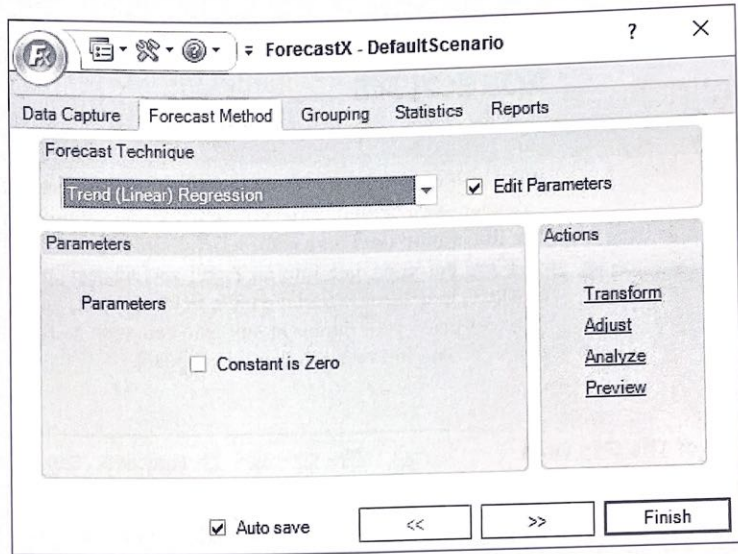 Fx ForecastX - DefaultScenario ? ×
Data Capture Forecast Method Grouping Statistics Reports
Forecast Technique
Trend (Linear) Regression Edit Parameters
Parameters
Parameters
Constant is Zero
Actions
Transform
Adjust
Analyze
Preview
Auto save << >> Finish